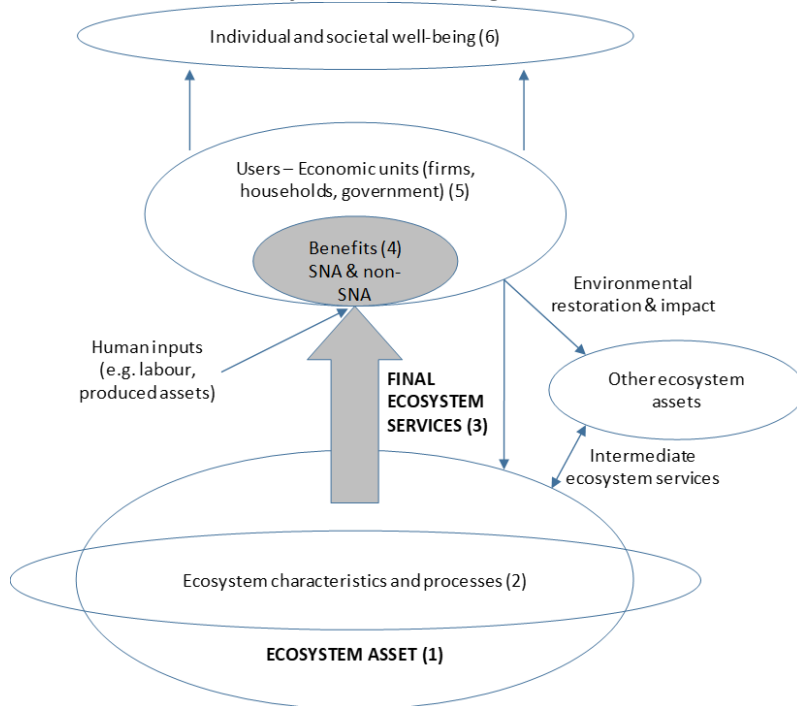 Individual and societal well-being (6)
Users – Economic units (firms,
households, government) (5)
Benefits (4)
SNA & non-
SNA
Environmental
restoration & impact
Human inputs
(e.g. labour,
produced assets)
FINAL
ECOSYSTEM
SERVICES (3)
Other ecosystem
assets
Intermediate
ecosystem services
Ecosystem characteristics and processes (2)
ECOSYSTEM ASSET (1)